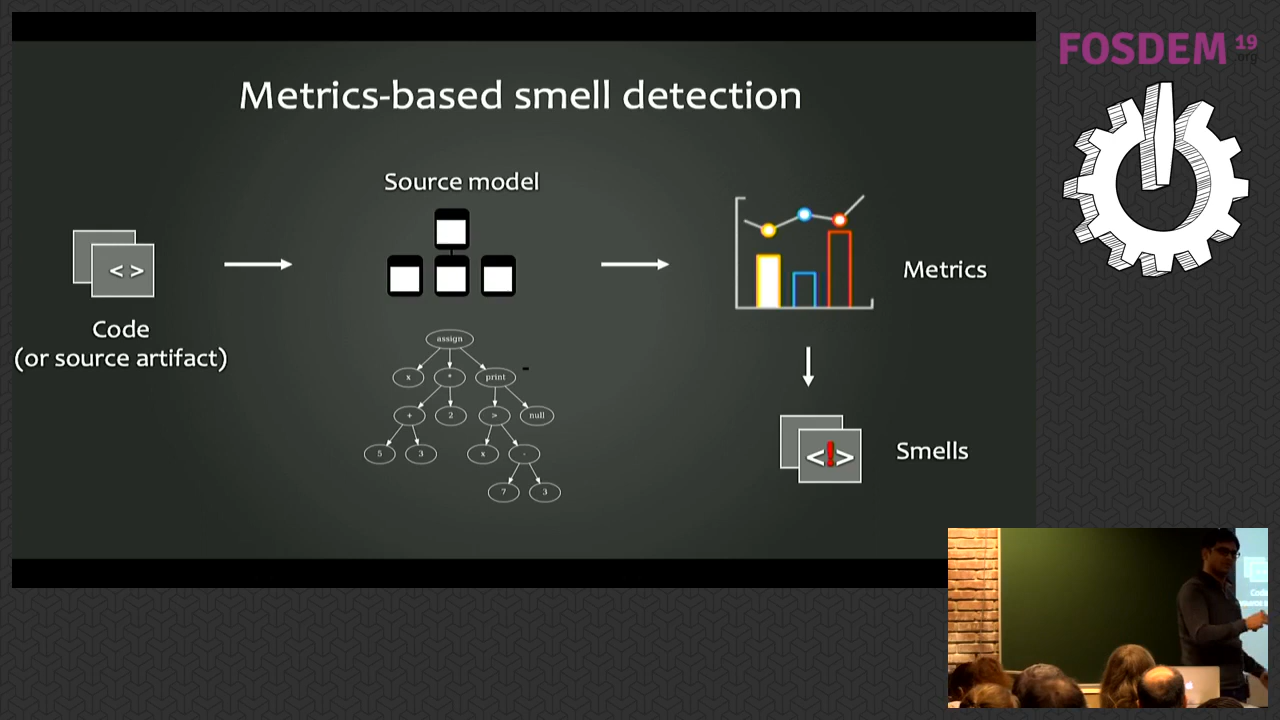 Metrics-based smell detection
Source model
< >
Code
(or source artifact)
assign
x * print
+ 2 > null
5 3 x -
7 3
Metrics
<!>
Smells
FOSDEM 19
.org